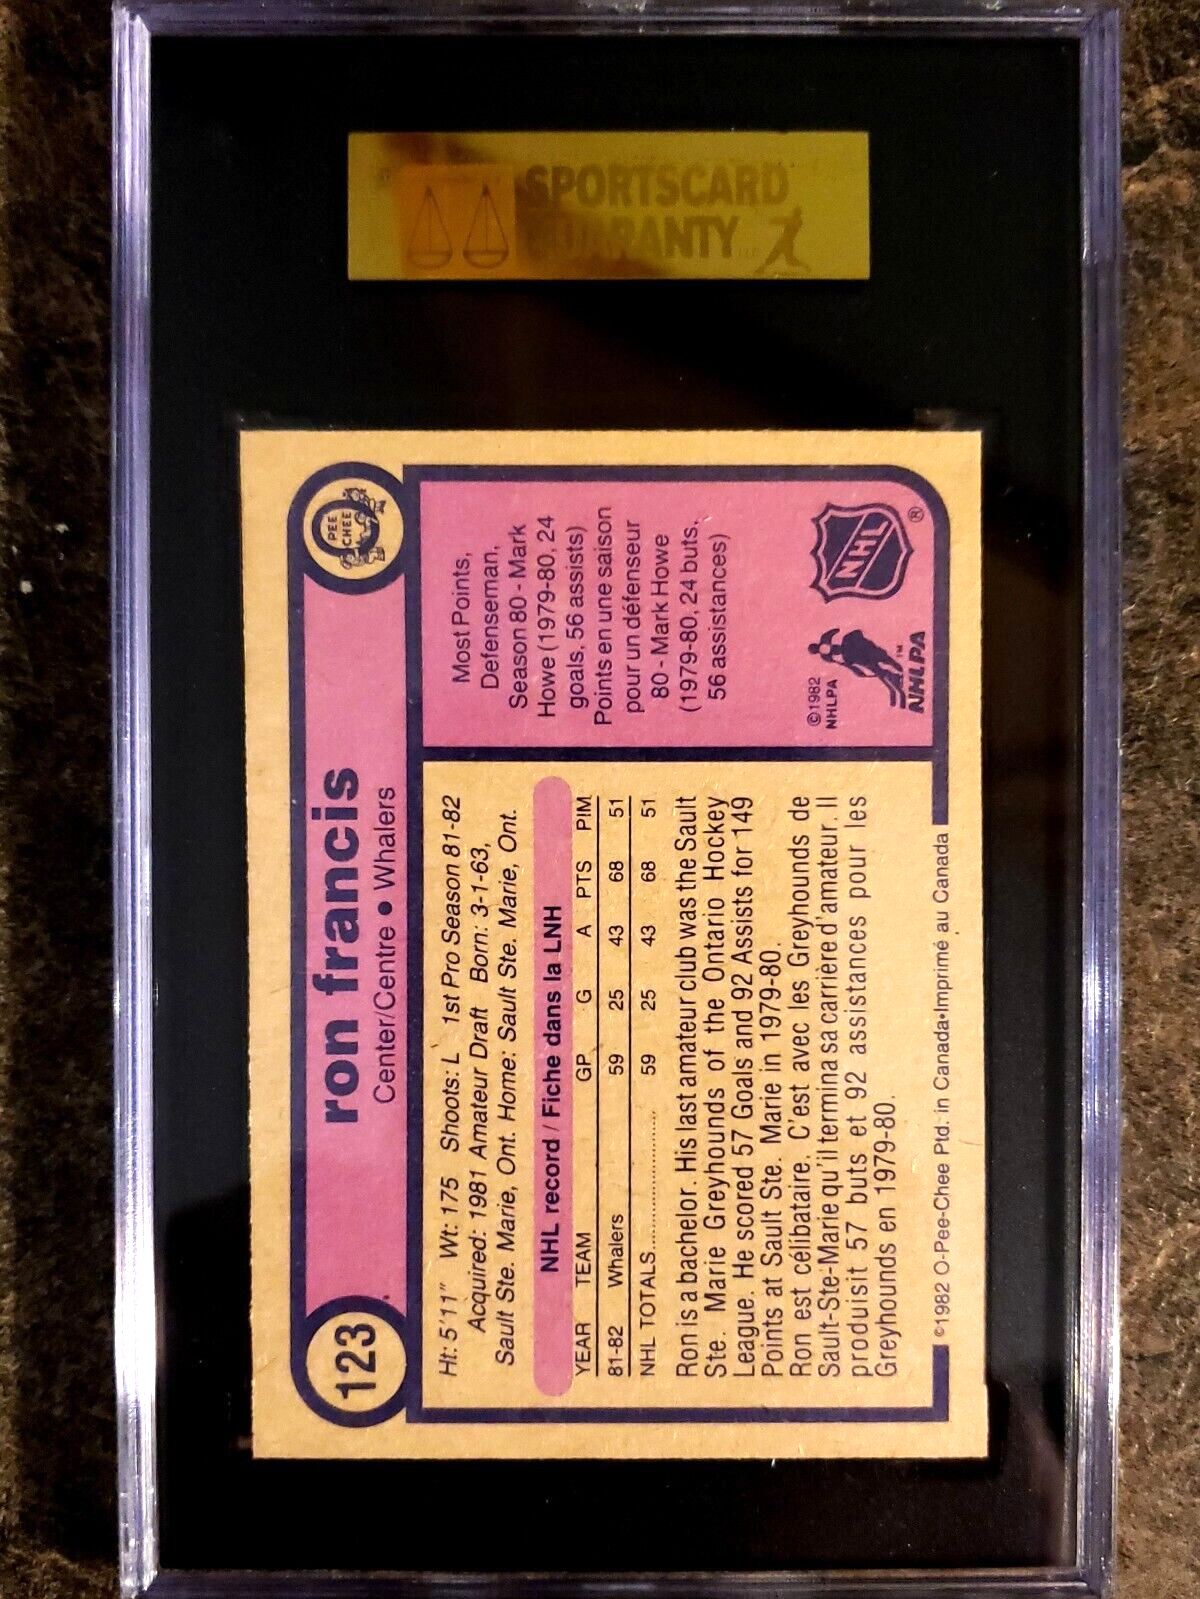 SPORTSCARD
GUARANTY LLC
123
ron francis
Center/Centre • Whalers
O
PEE
CHEE
Ht: 5'11" Wt: 175 Shoots: L 1st Pro Season 81-82
Acquired: 1981 Amateur Draft Born: 3-1-63,
Sault Ste. Marie, Ont. Home: Sault Ste. Marie, Ont.
NHL record / Fiche dans la LNH
YEAR TEAM GP G A PTS PIM
81-82 Whalers 59 25 43 68 51
NHL TOTALS................... 59 25 43 68 51
Ron is a bachelor. His last amateur club was the Sault
Ste. Marie Greyhounds of the Ontario Hockey
League. He scored 57 Goals and 92 Assists for 149
Points at Sault Ste. Marie in 1979-80.
Ron est célibataire. C'est avec les Greyhounds de
Sault-Ste-Marie qu'il termina sa carrière d'amateur. Il
produisit 57 buts et 92 assistances pour les
Greyhounds en 1979-80.
Most Points,
Defenseman,
Season 80 - Mark
Howe (1979-80, 24
goals, 56 assists)
Points en une saison
pour un défenseur
80 - Mark Howe
(1979-80, 24 buts,
56 assistances)
©1982
NHLPA
NHLPA™
NHL®
©1982 O-Pee-Chee Ptd. in Canada•Imprimé au Canada